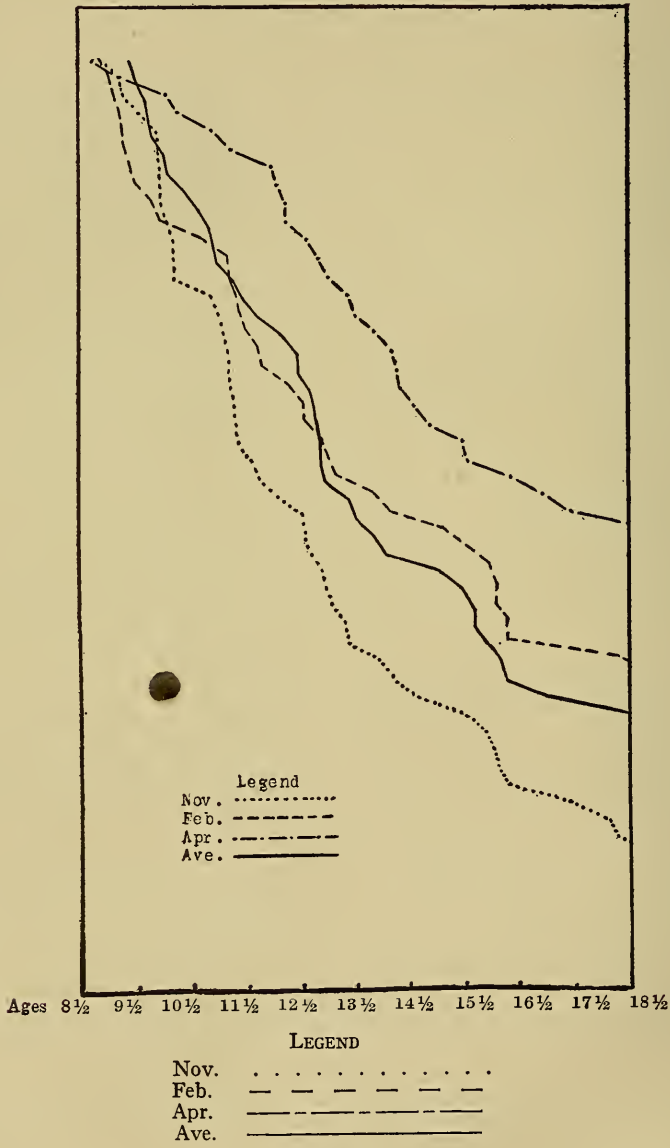 Legend
Nov.
Feb.
Apr.
Ave.
Ages 8½ 9½ 10½ 11½ 12½ 13½ 14½ 15½ 16½ 17½ 18½
LEGEND
Nov.
Feb.
Apr.
Ave.